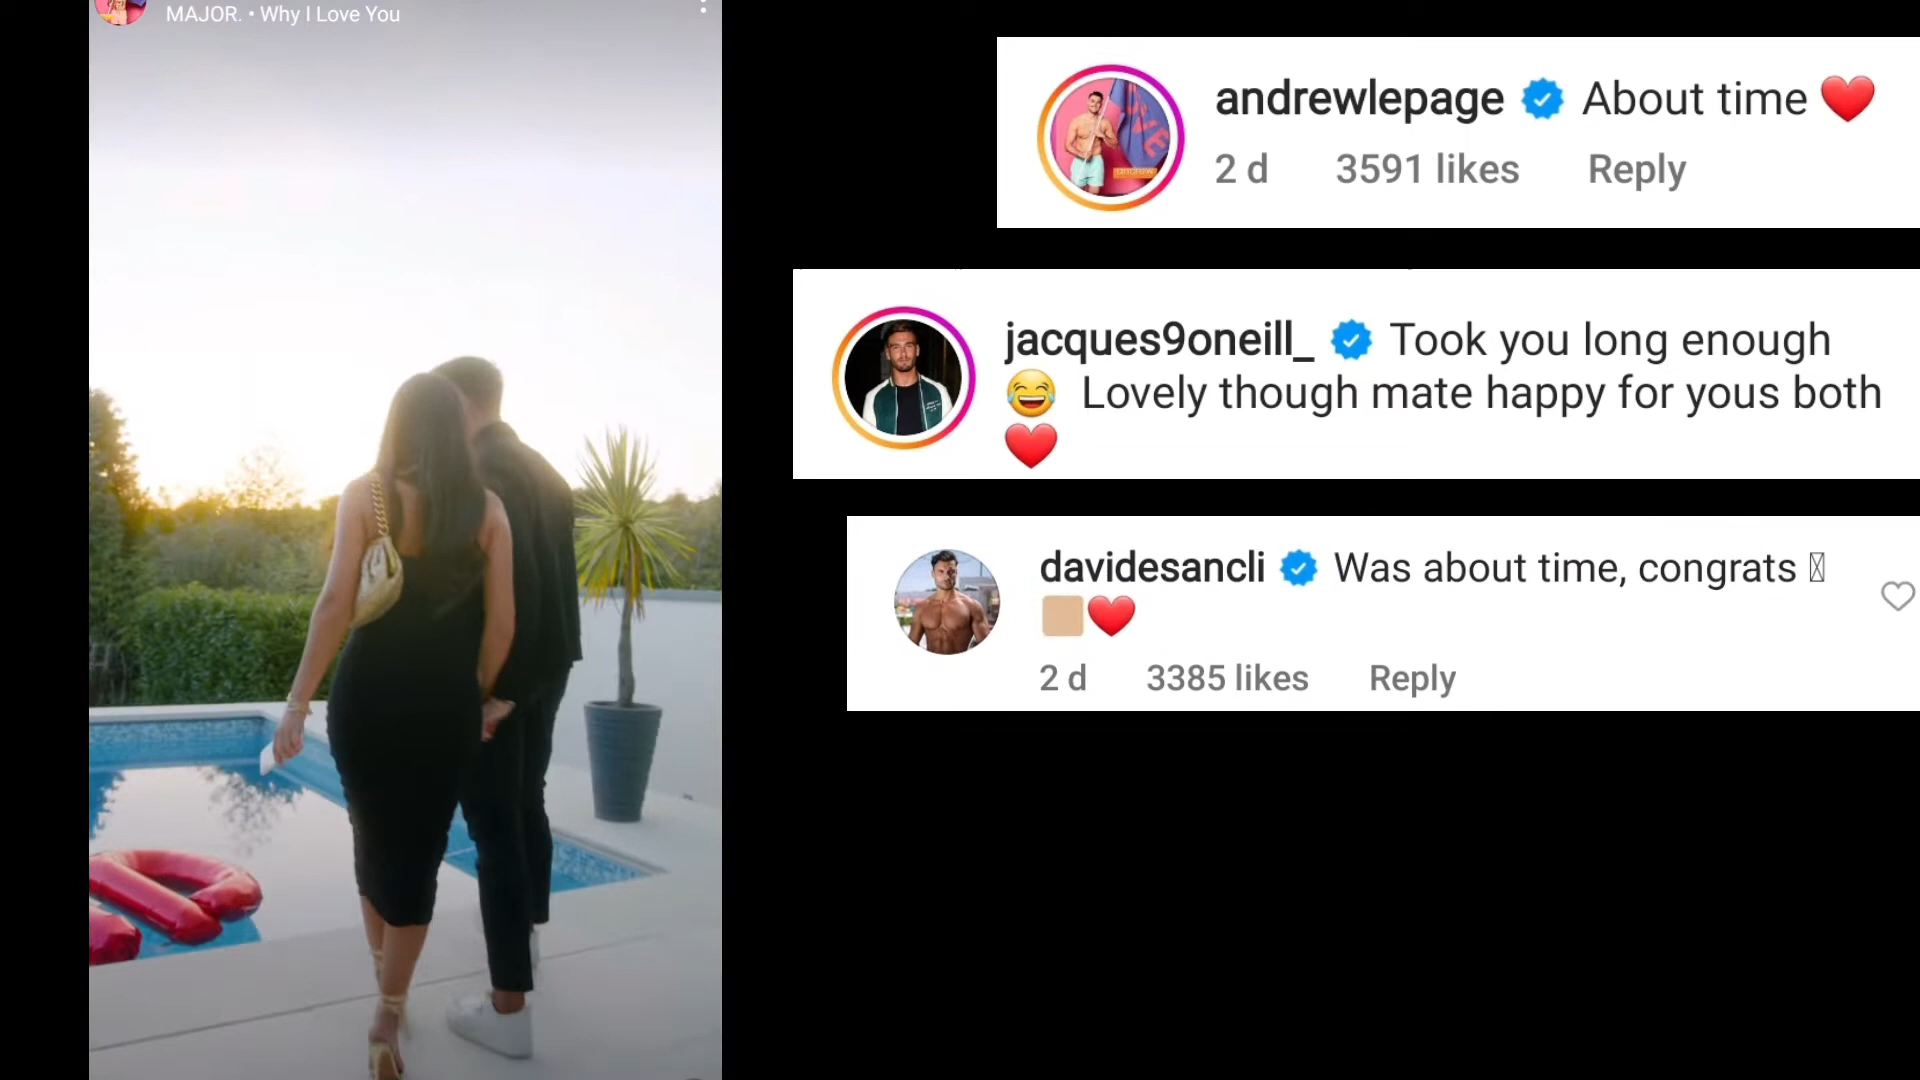 MAJOR. • Why I Love You
andrewlepage About time ❤️
2 d 3591 likes Reply
jacques9oneill_ Took you long enough
😂 Lovely though mate happy for yous both
❤️
davidesancli Was about time, congrats
❤️
2 d 3385 likes Reply